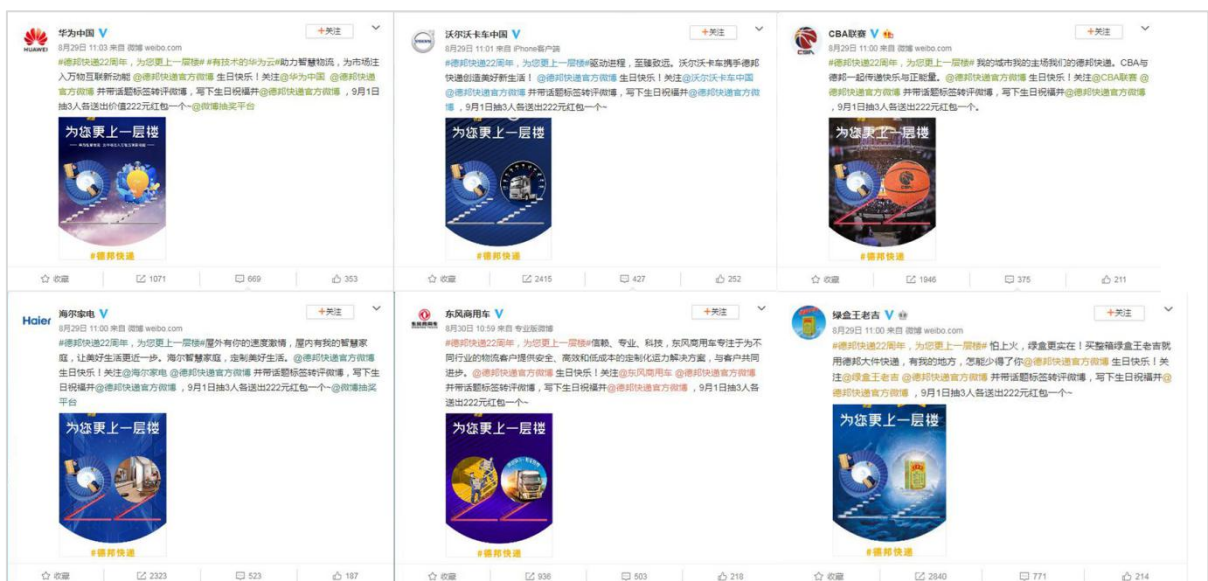 华为中国
+关注
8月29日 11:03 来自 微博 weibo.com
#德邦快递22周年，为您更上一层楼# #有技术的华为云#助力智慧物流，为市场注
入万物互联新动能 @德邦快递官方微博 生日快乐！关注@华为中国 @德邦快递
官方微博 并带话题标签转评微博，写下生日祝福并@德邦快递官方微博 ，9月1日
抽3人各送出价值222元红包一个~@微博抽奖平台
HUAWEI
为您更上一层楼
#德邦快递
收藏
1071
669
353
沃尔沃卡车中国
+关注
8月29日 11:01 来自 iPhone客户端
#德邦快递22周年，为您更上一层楼#驱动进程，至臻致远。沃尔沃卡车携手德邦
快递创造美好新生活！ @德邦快递官方微博 生日快乐！关注@沃尔沃卡车中国
@德邦快递官方微博 并带话题标签转评微博，写下生日祝福并@德邦快递官方微
博 ，9月1日抽3人各送出222元红包一个~
为您更上一层楼
#德邦快递
收藏
2415
427
252
CBA联赛
+关注
8月29日 11:00 来自 微博 weibo.com
#德邦快递22周年，为您更上一层楼# 我的城市我的主场我们的德邦快递。CBA与
德邦一起传递快乐与正能量。@德邦快递官方微博 生日快乐！关注@CBA联赛 @
德邦快递官方微博 并带话题标签转评微博，写下生日祝福并@德邦快递官方微博
，9月1日抽3人各送出222元红包一个。
CBA
为您更上一层楼
#德邦快递
收藏
1946
375
211
Haier
海尔家电
+关注
8月29日 11:00 来自 微博 weibo.com
#德邦快递22周年，为您更上一层楼#屋外有你的速度激情，屋内有我的智慧家
庭，让美好生活更近一步。海尔智慧家庭，定制美好生活。@德邦快递官方微博
生日快乐！关注@海尔家电 @德邦快递官方微博 并带话题标签转评微博，写下生
日祝福并@德邦快递官方微博 ，9月1日抽3人各送出222元红包一个~@微博抽奖
平台
为您更上一层楼
#德邦快递
收藏
2323
523
187
东风商用车
+关注
8月30日 10:59 来自 专业版微博
#德邦快递22周年，为您更上一层楼#信赖、专业、科技，东风商用车专注于为不
同行业的物流客户提供安全、高效和低成本的定制化运力解决方案，与客户共同
进步。@德邦快递官方微博 生日快乐！关注@东风商用车 @德邦快递官方微博
并带话题标签转评微博，写下生日祝福并@德邦快递官方微博 ，9月1日抽3人各
送出222元红包一个~
为您更上一层楼
#德邦快递
收藏
936
503
218
绿盒王老吉
+关注
8月29日 11:00 来自 微博 weibo.com
#德邦快递22周年，为您更上一层楼# 怕上火，绿盒更实在！买整箱绿盒王老吉就
用德邦大件快递，有我的地方，怎能少得了你@德邦快递官方微博 生日快乐！关
注@绿盒王老吉 @德邦快递官方微博 并带话题标签转评微博，写下生日祝福并@
德邦快递官方微博 ，9月1日抽3人各送出222元红包一个~
为您更上一层楼
#德邦快递
收藏
2840
771
214